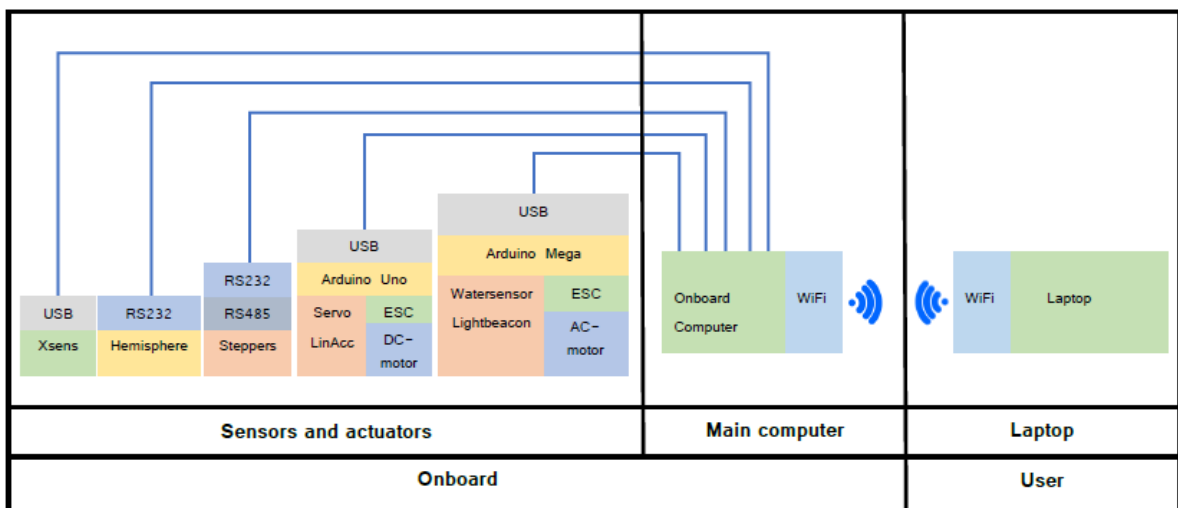 USB
Xsens
RS232
Hemisphere
RS232
RS485
Steppers
USB
Arduino Uno
Servo
LinAcc
ESC
DC-
motor
USB
Arduino Mega
Watersensor
Lightbeacon
ESC
AC-
motor
Onboard
Computer
WiFi
WiFi
Laptop
Sensors and actuators
Main computer
Laptop
Onboard
User